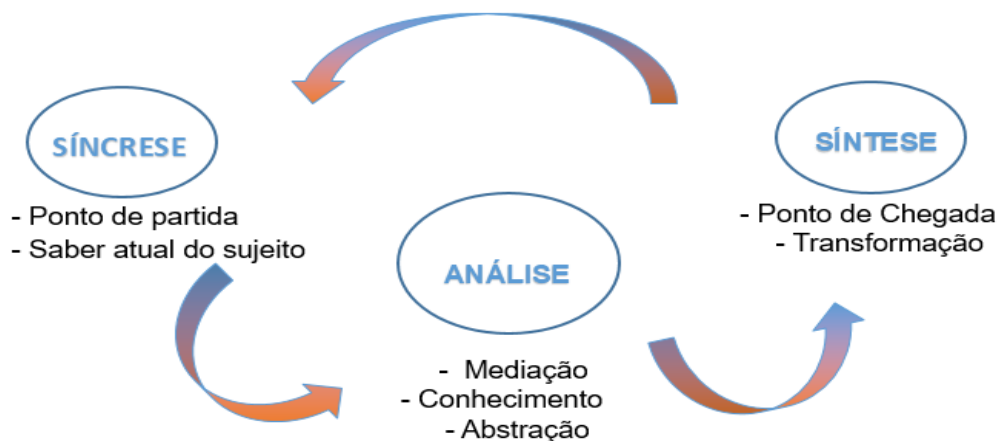 SÍNCRESE
- Ponto de partida
- Saber atual do sujeito
ANÁLISE
- Mediação
- Conhecimento
- Abstração
SÍNTESE
- Ponto de Chegada
- Transformação